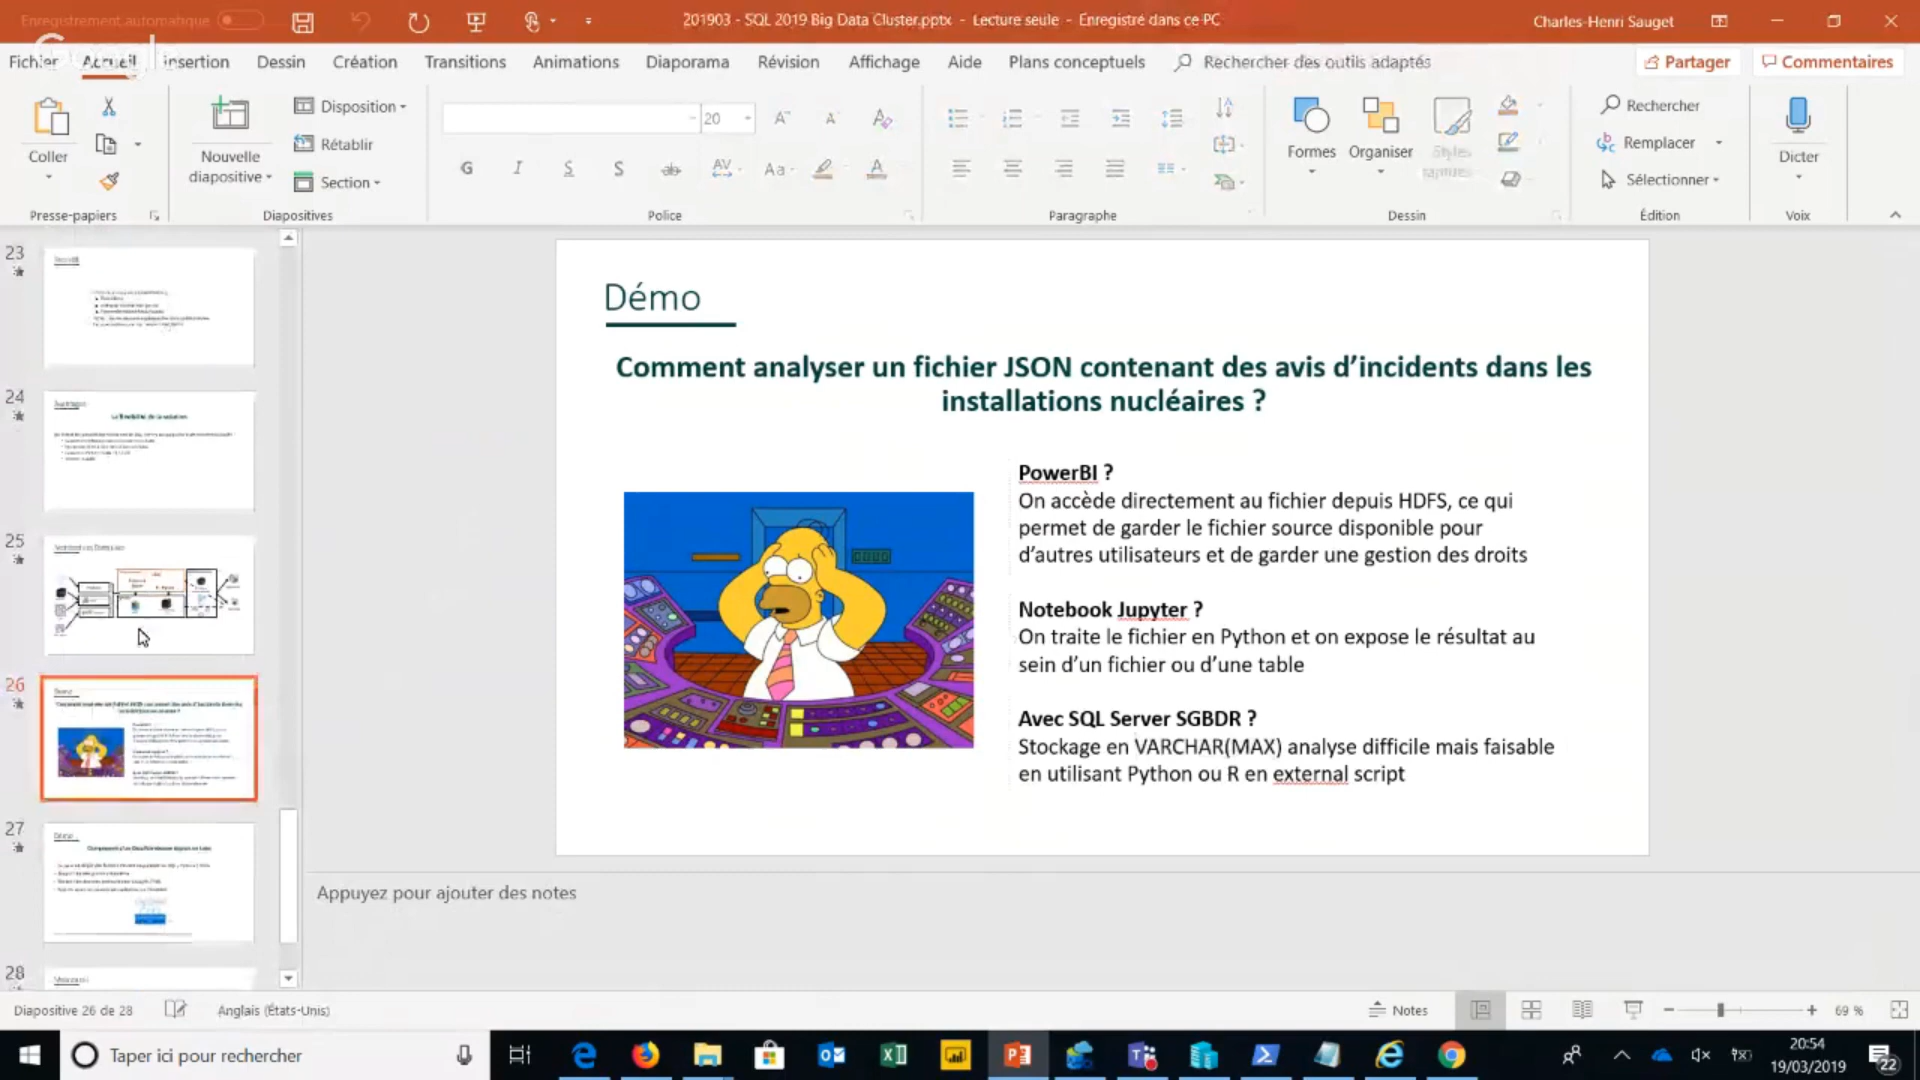 Enregistrement automatique
201903 - SQL 2019 Big Data Cluster.pptx - Lecture seule - Enregistré dans ce PC
Charles-Henri Sauget
Google
Fichier Accueil Insertion Dessin Création Transitions Animations Diaporama Révision Affichage Aide Plans conceptuels Rechercher des outils adaptés
Partager Commentaires
Coller
Nouvelle
diapositive
Disposition
Rétablir
Section
20
G I S S ab AV Aa A
Formes
Organiser
Styles
rapides
Rechercher
Remplacer
Sélectionner
Dicter
Presse-papiers Diapositives Police Paragraphe Dessin Édition Voix
23
24
25
26
27
Démo
28
Démo
Comment analyser un fichier JSON contenant des avis d'incidents dans les
installations nucléaires ?
PowerBI ?
On accède directement au fichier depuis HDFS, ce qui
permet de garder le fichier source disponible pour
d'autres utilisateurs et de garder une gestion des droits
Notebook Jupyter ?
On traite le fichier en Python et on expose le résultat au
sein d'un fichier ou d'une table
Avec SQL Server SGBDR ?
Stockage en VARCHAR(MAX) analyse difficile mais faisable
en utilisant Python ou R en external script
Appuyez pour ajouter des notes
Diapositive 26 de 28
Anglais (États-Unis)
Notes
69 %
Taper ici pour rechercher
20:54
19/03/2019
22